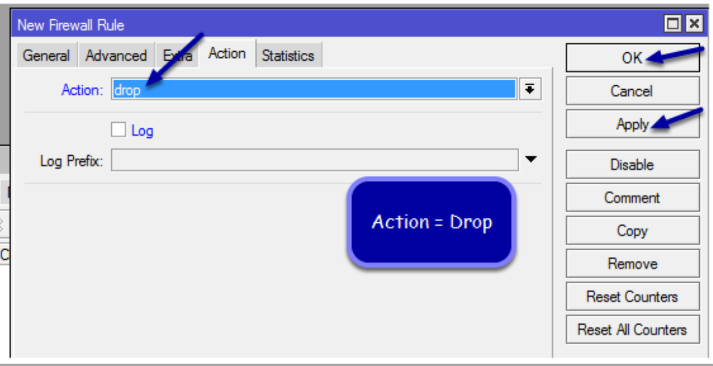 New Firewall Rule
General Advanced Extra Action Statistics
Action: drop
Log
Log Prefix:
Action = Drop
OK
Cancel
Apply
Disable
Comment
Copy
Remove
Reset Counters
Reset All Counters
C